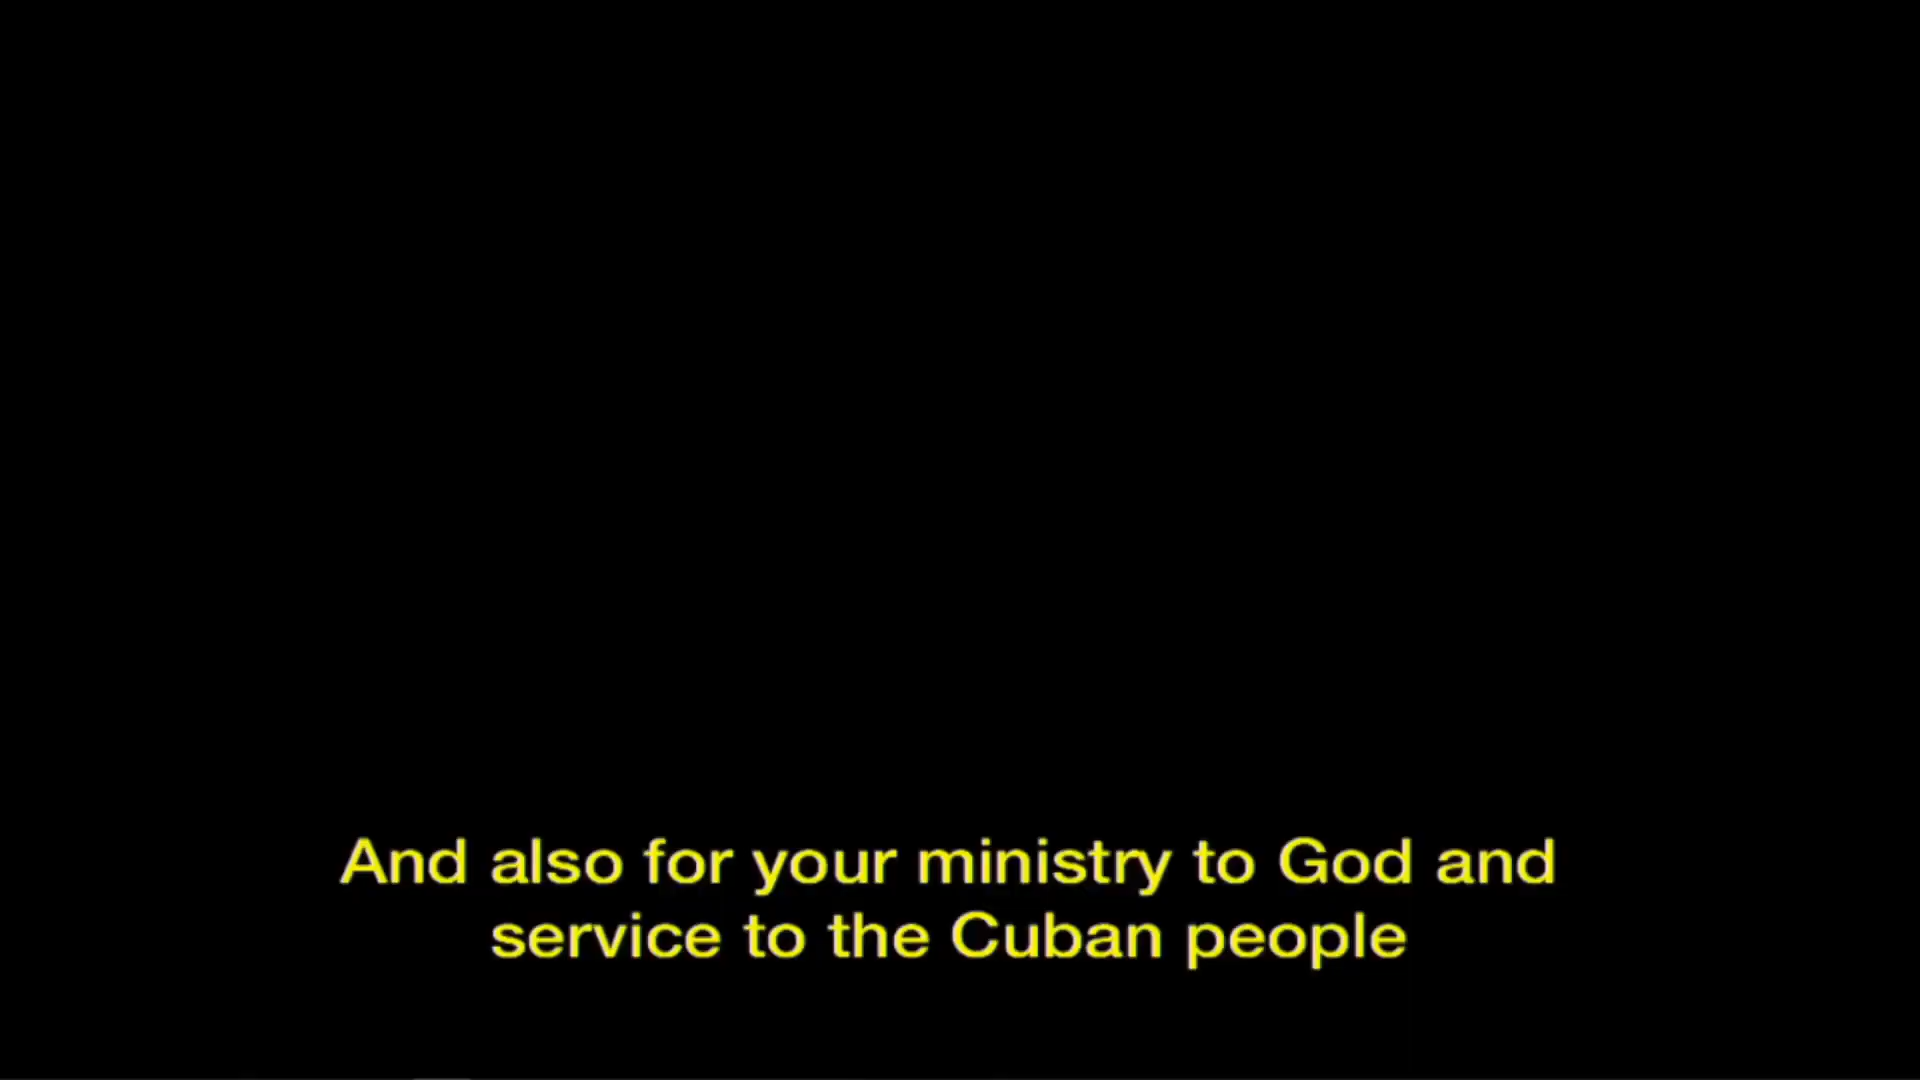 And also for your ministry to God and
service to the Cuban people